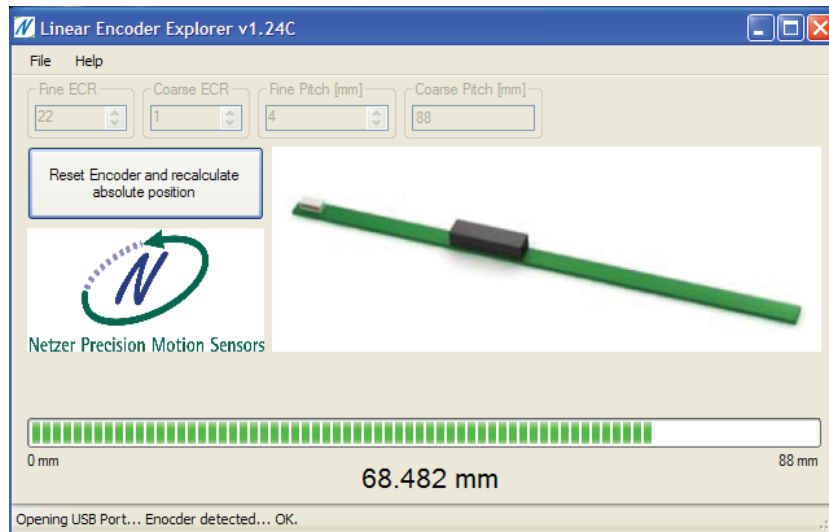 Linear Encoder Explorer v1.24C
File Help
Fine ECR Coarse ECR Fine Pitch [mm] Coarse Pitch [mm]
22 1 4 88
Reset Encoder and recalculate
absolute position
N
Netzer Precision Motion Sensors
0 mm 88 mm
68.482 mm
Opening USB Port... Enocder detected... OK.